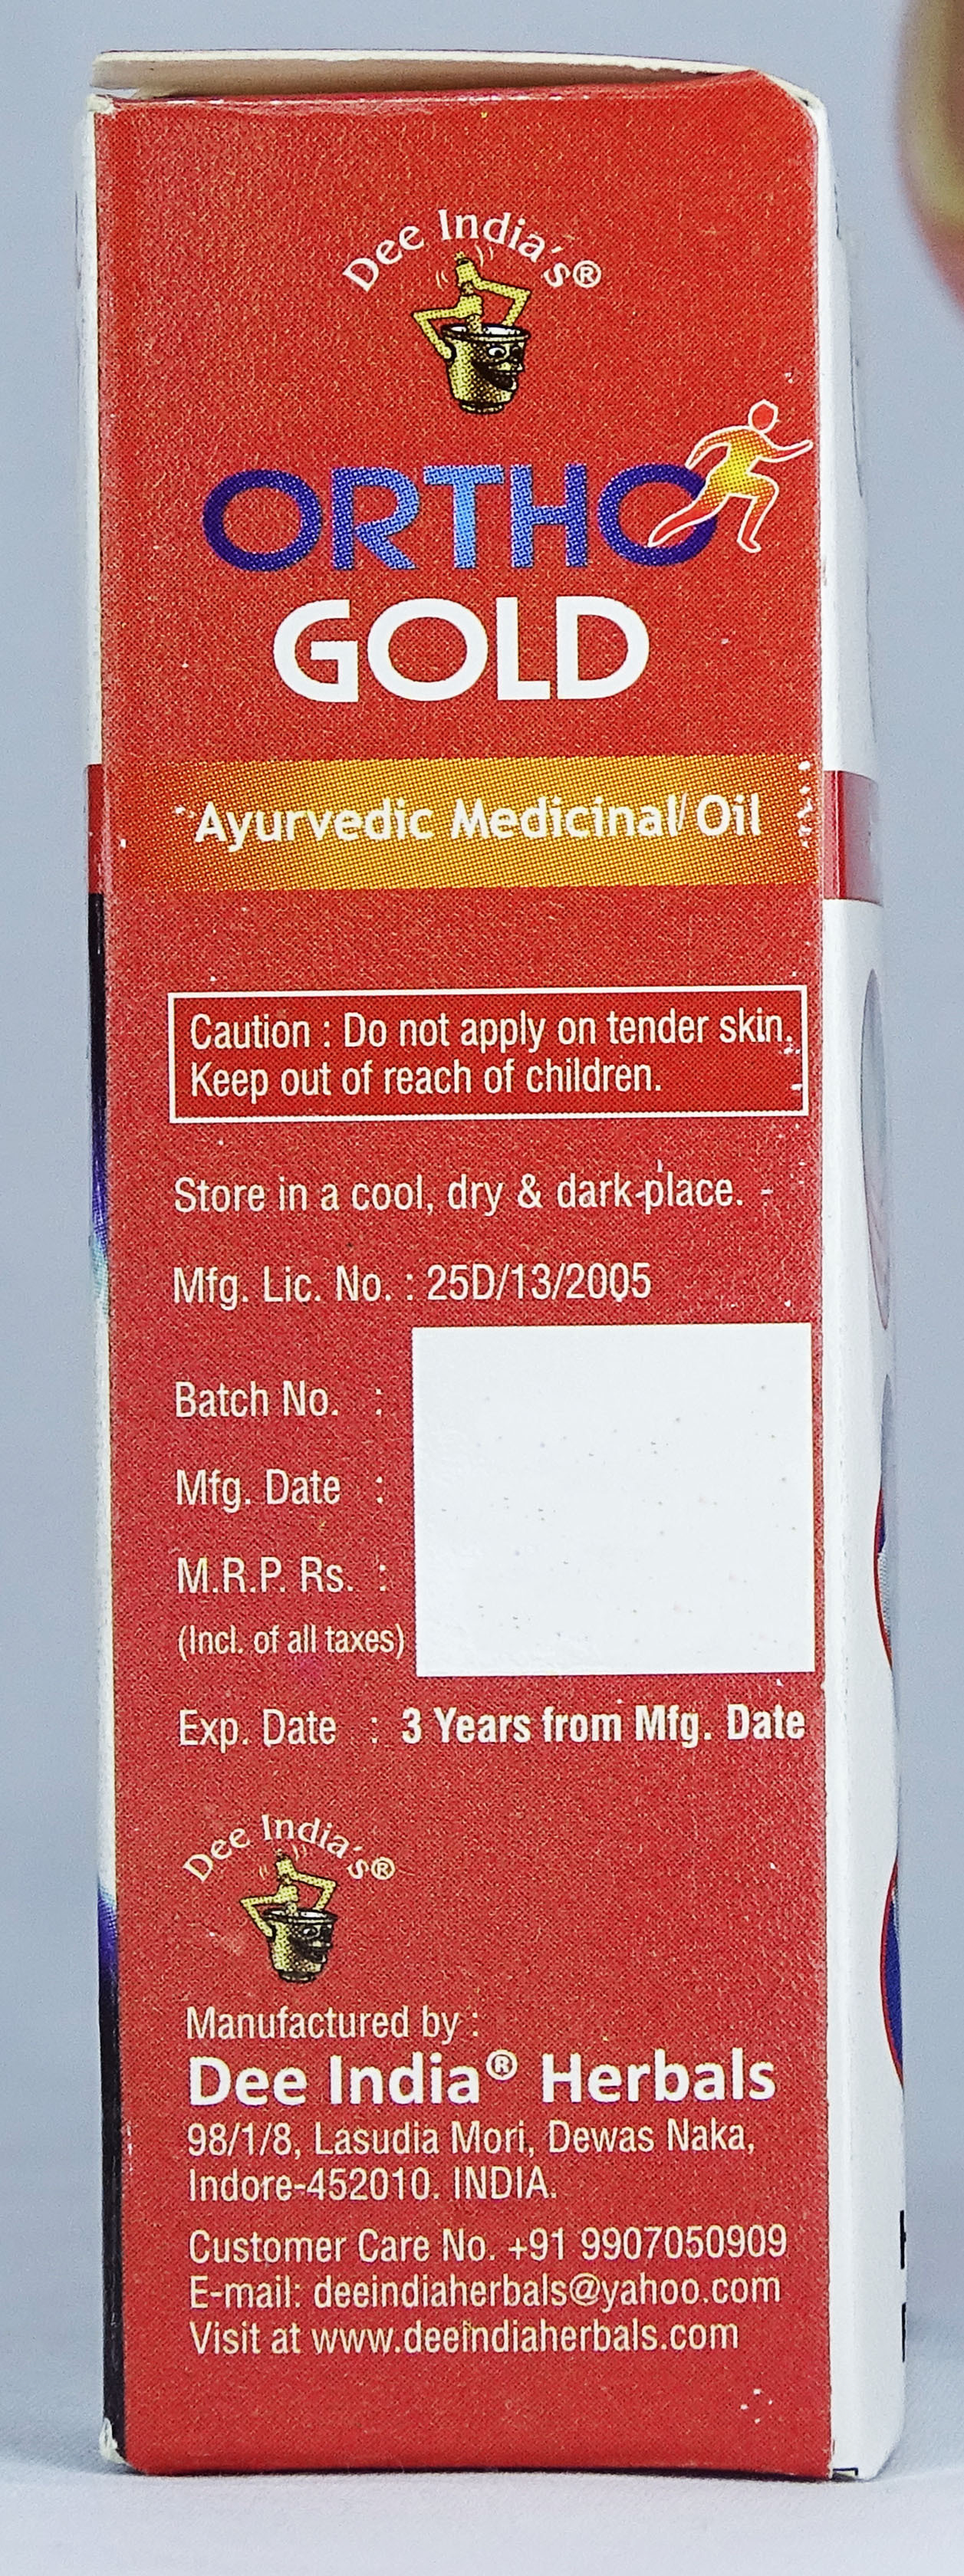 Dee India's®
ORTHO
GOLD
Ayurvedic Medicinal Oil
Caution : Do not apply on tender skin.
Keep out of reach of children.
Store in a cool, dry & dark place.
Mfg. Lic. No. : 25D/13/2005
Batch No. :
Mfg. Date :
M.R.P. Rs. :
(Incl. of all taxes)
Exp. Date : 3 Years from Mfg. Date
Dee India's®
Manufactured by :
Dee India® Herbals
98/1/8, Lasudia Mori, Dewas Naka,
Indore-452010. INDIA.
Customer Care No. +91 9907050909
E-mail: deeindiaherbals@yahoo.com
Visit at www.deeindiaherbals.com